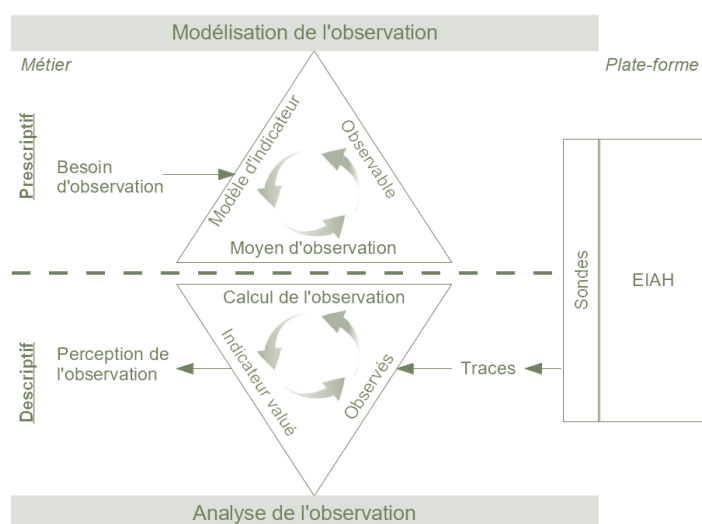 Modélisation de l'observation
Métier
Plate-forme
Prescriptif
Besoin
d'observation
Modèle d'indicateur
Observable
Moyen d'observation
Sondes
EIAH
Calcul de l'observation
Descriptif
Perception de
l'observation
Indicateur valué
Observés
Traces
Analyse de l'observation